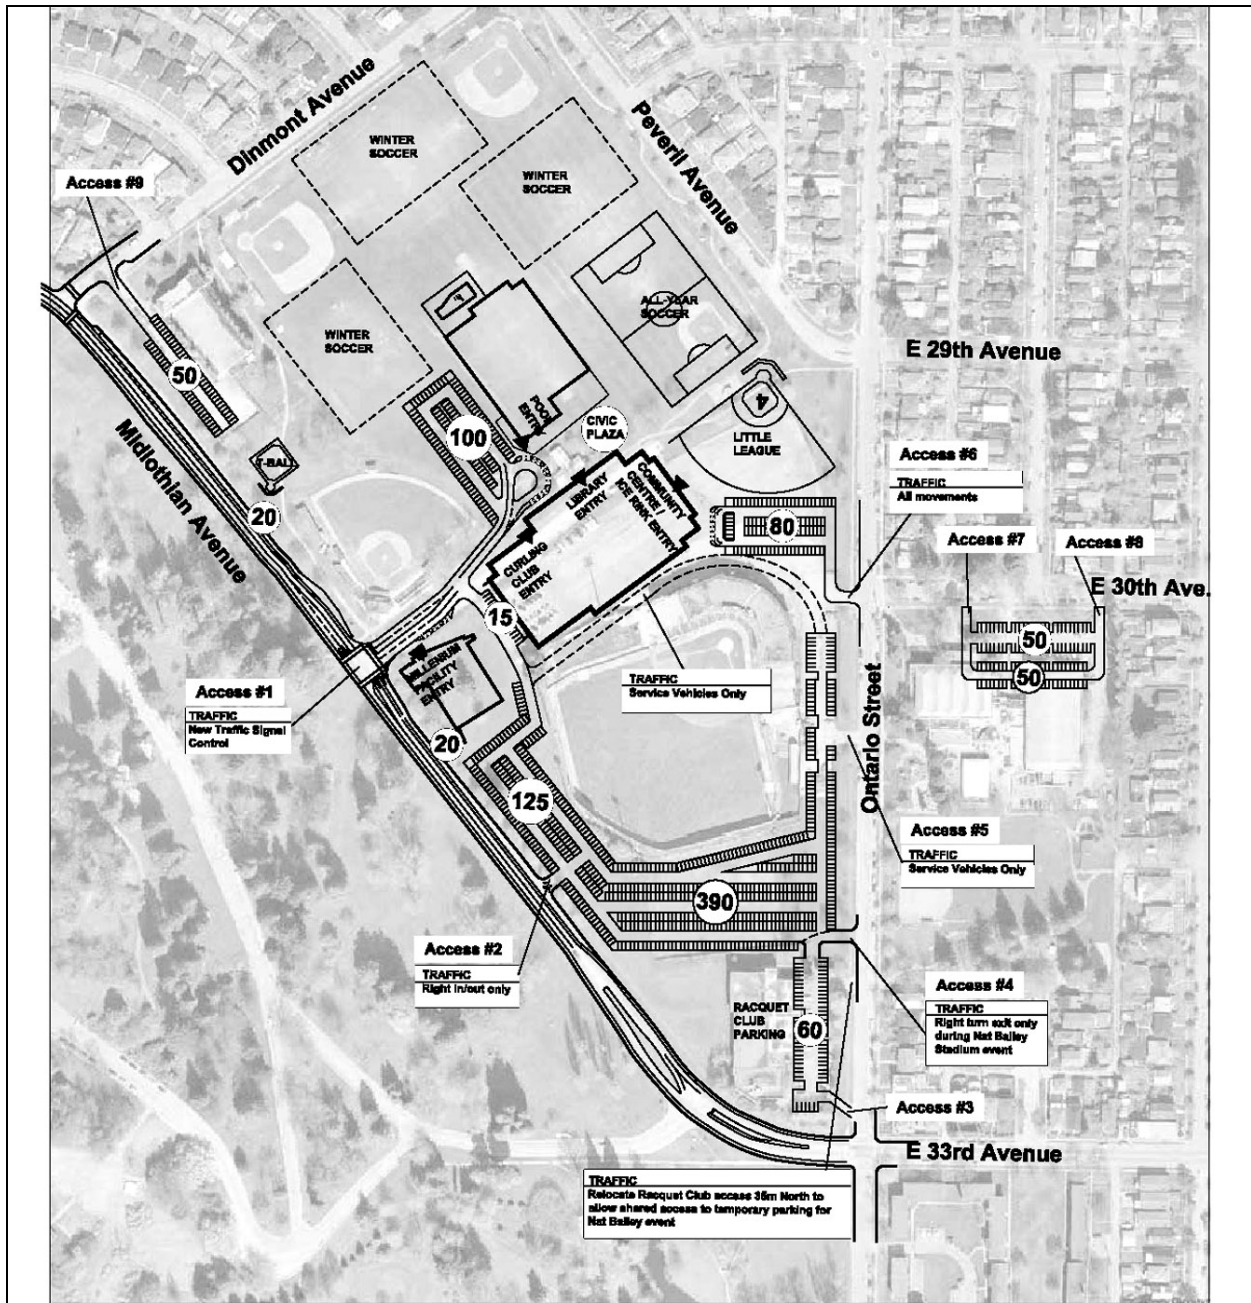 Dinmont Avenue
Peveril Avenue
WINTER
SOCCER
Access #9
WINTER
SOCCER
ALL-YEAR
SOCCER
WINTER
SOCCER
E 29th Avenue
50
POOL
ENTRY
4
CIVIC
PLAZA
100
LITTLE
LEAGUE
Midlothian Avenue
T-BALL
LIBRARY
ENTRY
COMMUNITY
CENTRE /
ICE RINK ENTRY
Access #6
TRAFFIC
All movements
20
80
Access #7
Access #8
CURLING
CLUB
ENTRY
E 30th Ave.
15
50
50
MILLENIUM
FACILITY
ENTRY
TRAFFIC
Service Vehicles Only
Access #1
TRAFFIC
New Traffic Signal
Control
Ontario Street
20
125
Access #5
TRAFFIC
Service Vehicles Only
390
Access #2
TRAFFIC
Right in/out only
Access #4
TRAFFIC
Right turn exit only
during Nat Bailey
Stadium event
RACQUET
CLUB
PARKING
60
Access #3
E 33rd Avenue
TRAFFIC
Relocate Racquet Club access 35m North to
allow shared access to temporary parking for
Nat Bailey event